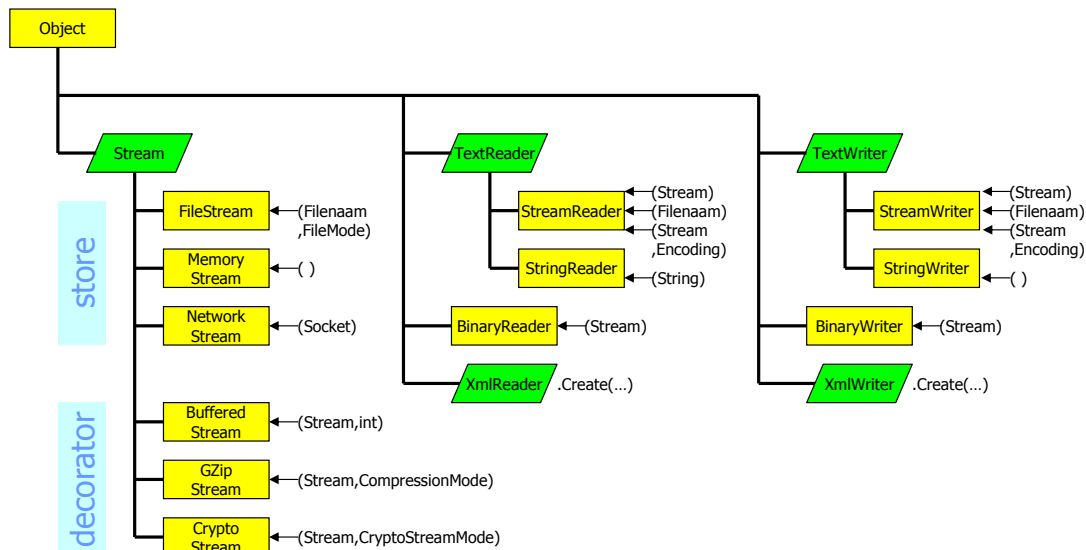 Object
Stream
TextReader
TextWriter
store
FileStream
(Filenaam
,FileMode)
Memory
Stream
( )
Network
Stream
(Socket)
decorator
Buffered
Stream
(Stream,int)
GZip
Stream
(Stream,CompressionMode)
Crypto
Stream
(Stream,CryptoStreamMode)
StreamReader
(Stream)
(Filenaam)
(Stream
,Encoding)
StringReader
(String)
BinaryReader
(Stream)
XmlReader
.Create(...)
StreamWriter
(Stream)
(Filenaam)
(Stream
,Encoding)
StringWriter
( )
BinaryWriter
(Stream)
XmlWriter
.Create(...)